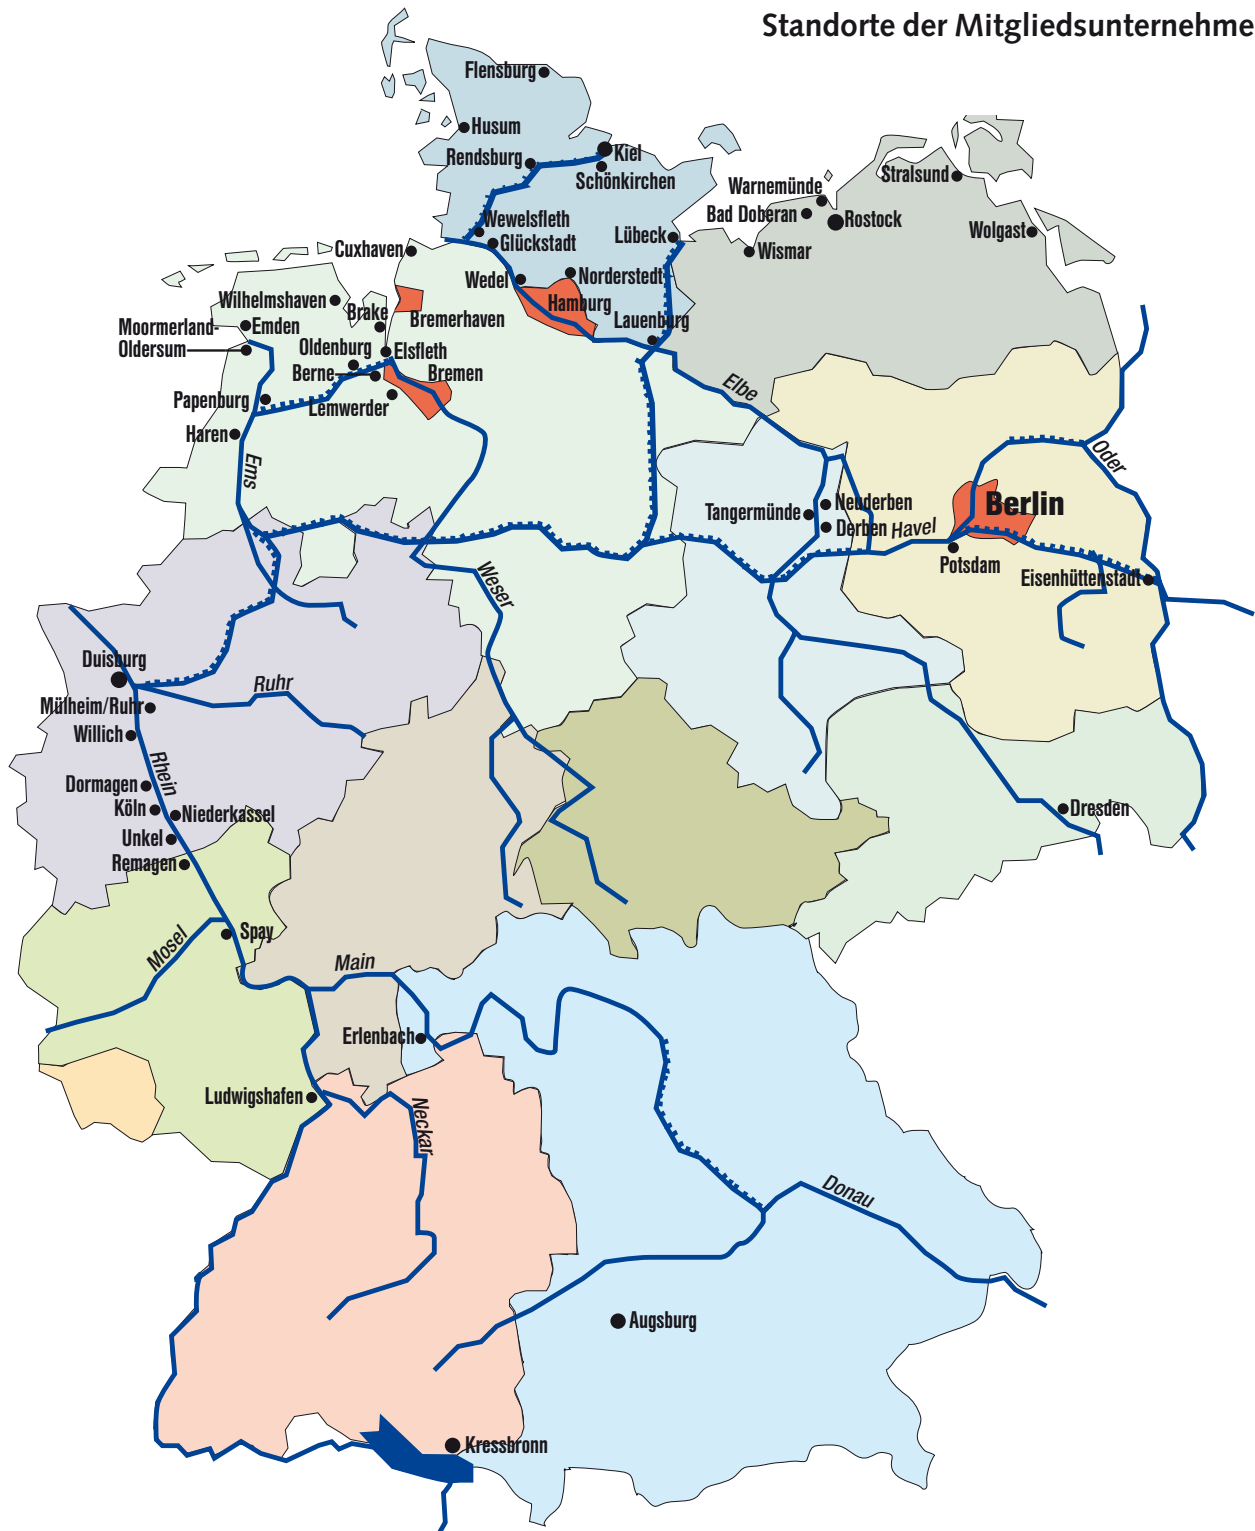 Standorte der Mitgliedsunternehme
Flensburg
Husum
Rendsburg
Kiel
Schönkirchen
Stralsund
Warnemünde
Bad Doberan
Rostock
Wewelsfleth
Glückstadt
Lübeck
Wolgast
Cuxhaven
Wismar
Wedel
Norderstedt
Wilhelmshaven
Brake
Hamburg
Bremerhaven
Moormerland-
Oldersum
Emden
Lauenburg
Oldenburg
Elsfleth
Berne
Bremen
Elbe
Papenburg
Lemwerder
Haren
Ems
Oder
Berlin
Neuderben
Tangermünde
Derben
Havel
Potsdam
Eisenhüttenstadt
Weser
Duisburg
Ruhr
Mülheim/Ruhr
Willich
Rhein
Dormagen
Köln
Niederkassel
Dresden
Unkel
Remagen
Mosel
Spay
Main
Erlenbach
Ludwigshafen
Neckar
Donau
Augsburg
Kressbronn